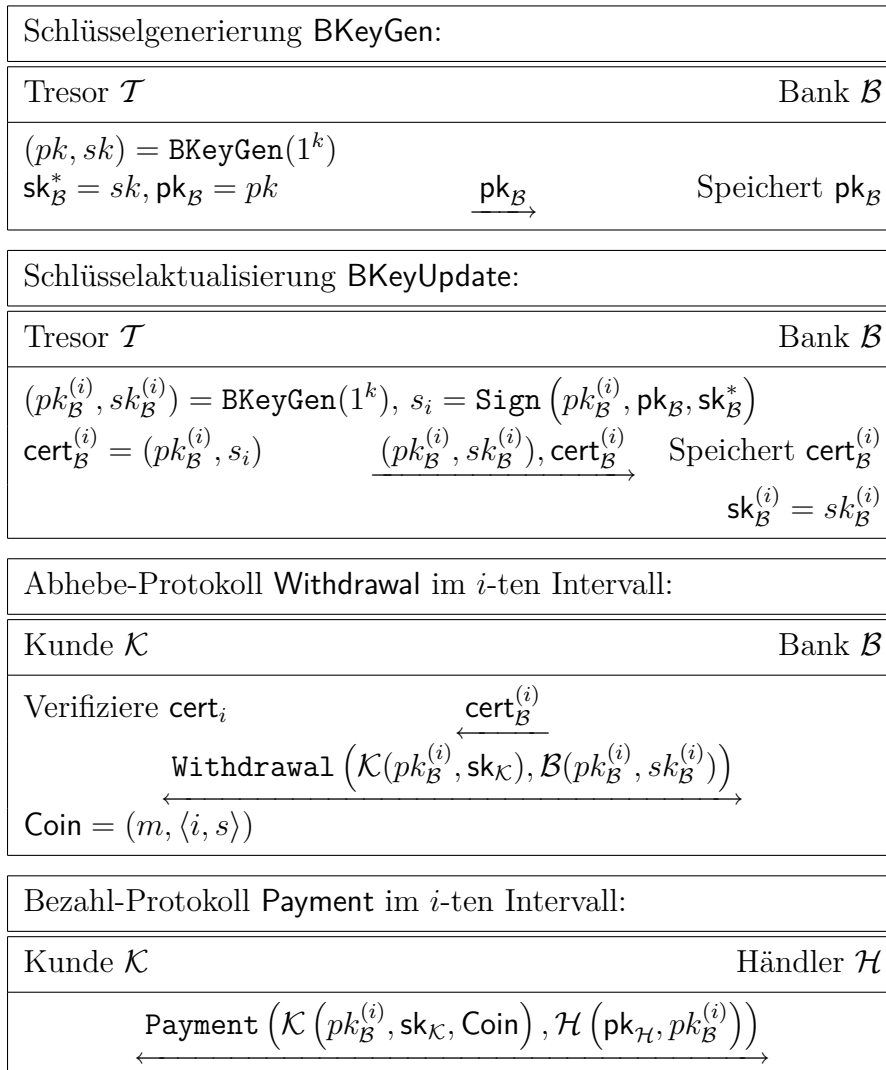 Schlüsselgenerierung BKeyGen:
Tresor 𝒯 Bank ℬ
(pk, sk) = BKeyGen(1^k)
sk*_ℬ = sk, pk_ℬ = pk pk_ℬ Speichert pk_ℬ
Schlüsselaktualisierung BKeyUpdate:
Tresor 𝒯 Bank ℬ
(pk_ℬ^(i), sk_ℬ^(i)) = BKeyGen(1^k), s_i = Sign(pk_ℬ^(i), pk_ℬ, sk*_ℬ)
cert_ℬ^(i) = (pk_ℬ^(i), s_i) (pk_ℬ^(i), sk_ℬ^(i)), cert_ℬ^(i) Speichert cert_ℬ^(i)
sk_ℬ^(i) = sk_ℬ^(i)
Abhebe-Protokoll Withdrawal im i-ten Intervall:
Kunde 𝒦 Bank ℬ
Verifiziere cert_i cert_ℬ^(i)
Withdrawal(𝒦(pk_ℬ^(i), sk_𝒦), ℬ(pk_ℬ^(i), sk_ℬ^(i)))
Coin = (m, ⟨i, s⟩)
Bezahl-Protokoll Payment im i-ten Intervall:
Kunde 𝒦 Händler ℋ
Payment(𝒦(pk_ℬ^(i), sk_𝒦, Coin), ℋ(pk_ℋ, pk_ℬ^(i)))